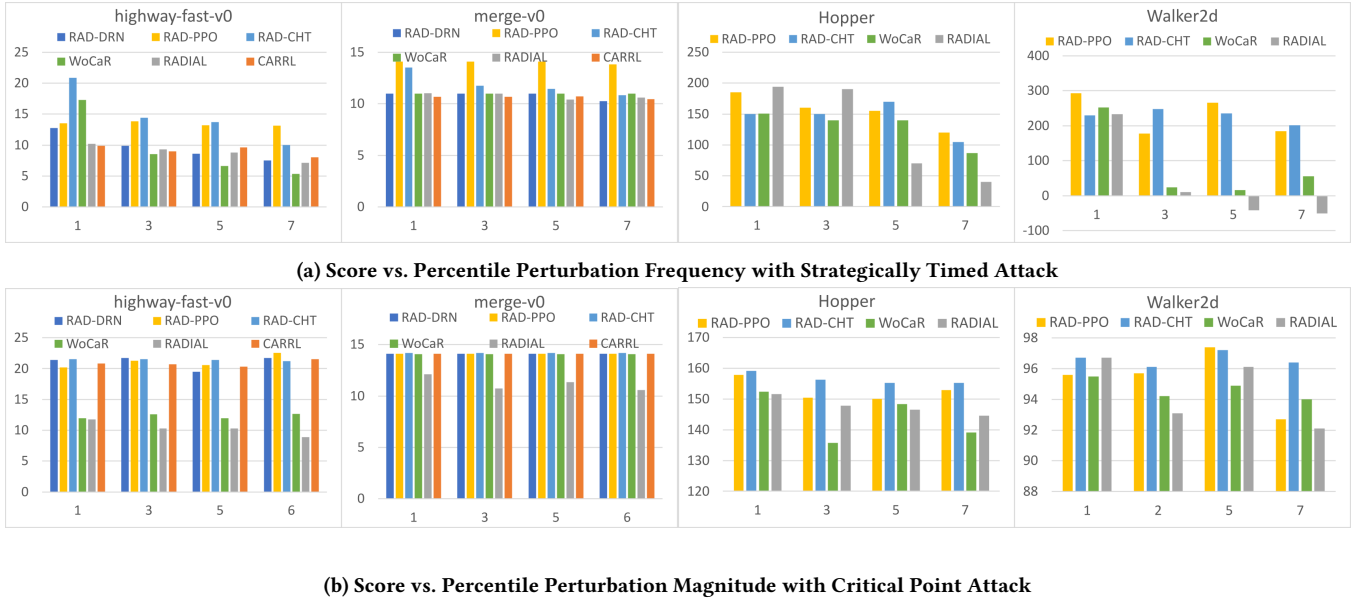 highway-fast-v0
RAD-DRN RAD-PPO RAD-CHT
WoCaR RADIAL CARRL
25
20
15
10
5
0
1 3 5 7
merge-v0
RAD-DRN RAD-PPO RAD-CHT
WoCaR RADIAL CARRL
15
10
5
0
1 3 5 7
Hopper
RAD-PPO RAD-CHT WoCaR RADIAL
250
200
150
100
50
0
1 3 5 7
Walker2d
RAD-PPO RAD-CHT WoCaR RADIAL
400
300
200
100
0
-100
1 3 5 7
(a) Score vs. Percentile Perturbation Frequency with Strategically Timed Attack
highway-fast-v0
RAD-DRN RAD-PPO RAD-CHT
WoCaR RADIAL CARRL
25
20
15
10
5
0
1 3 5 6
merge-v0
RAD-DRN RAD-PPO RAD-CHT
WoCaR RADIAL CARRL
15
10
5
0
1 3 5 6
Hopper
RAD-PPO RAD-CHT WoCaR RADIAL
170
160
150
140
130
120
1 3 5 7
Walker2d
RAD-PPO RAD-CHT WoCaR RADIAL
98
96
94
92
90
88
1 2 5 7
(b) Score vs. Percentile Perturbation Magnitude with Critical Point Attack